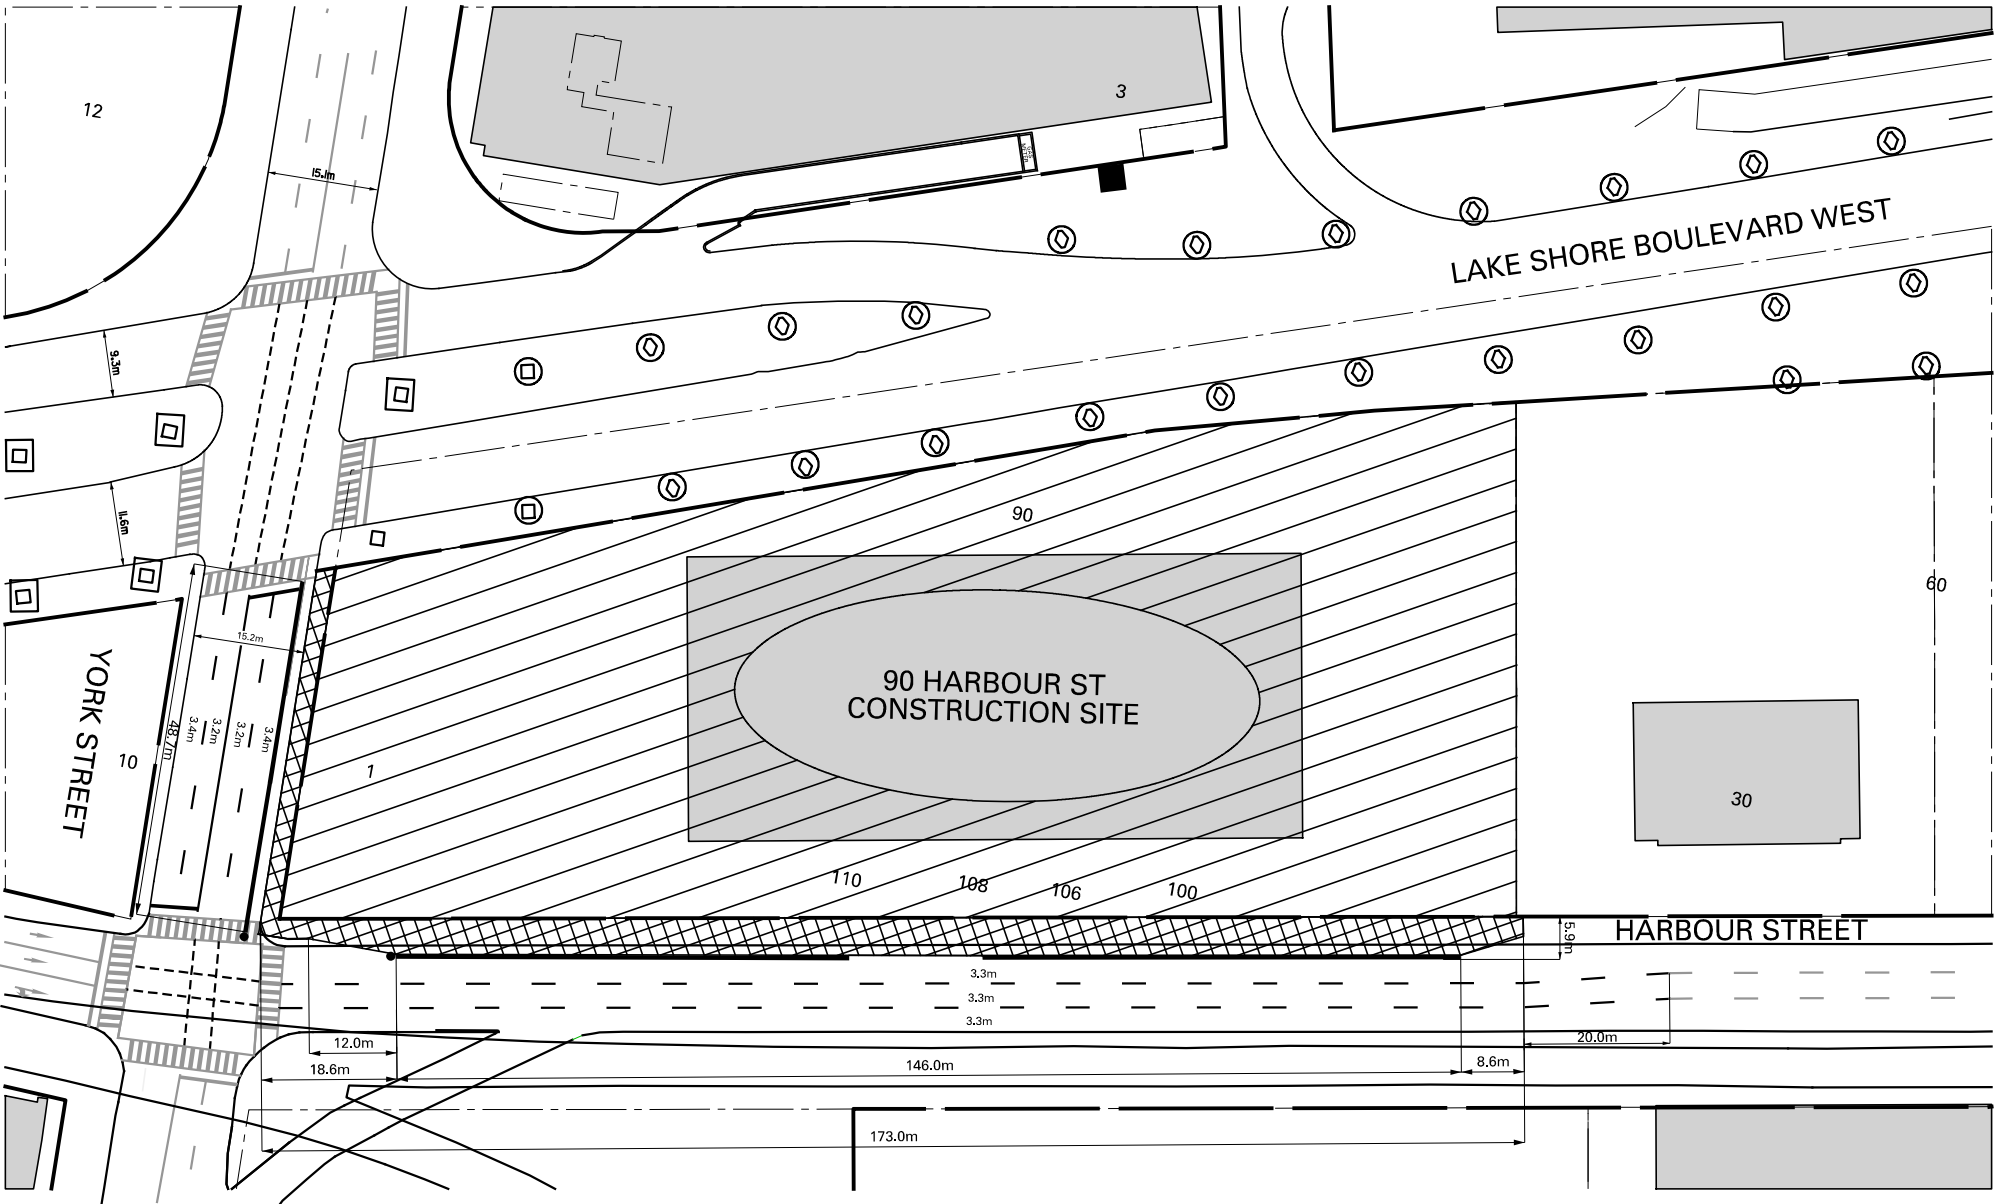 12
3
15.1m
LAKE SHORE BOULEVARD WEST
9.3m
11.6m
90
60
15.2m
YORK STREET
10
48.7m
3.4m
3.2m
3.2m
3.4m
1
90 HARBOUR ST
CONSTRUCTION SITE
30
110
108
106
100
5.9m
HARBOUR STREET
3.3m
3.3m
3.3m
12.0m
20.0m
18.6m
146.0m
8.6m
173.0m